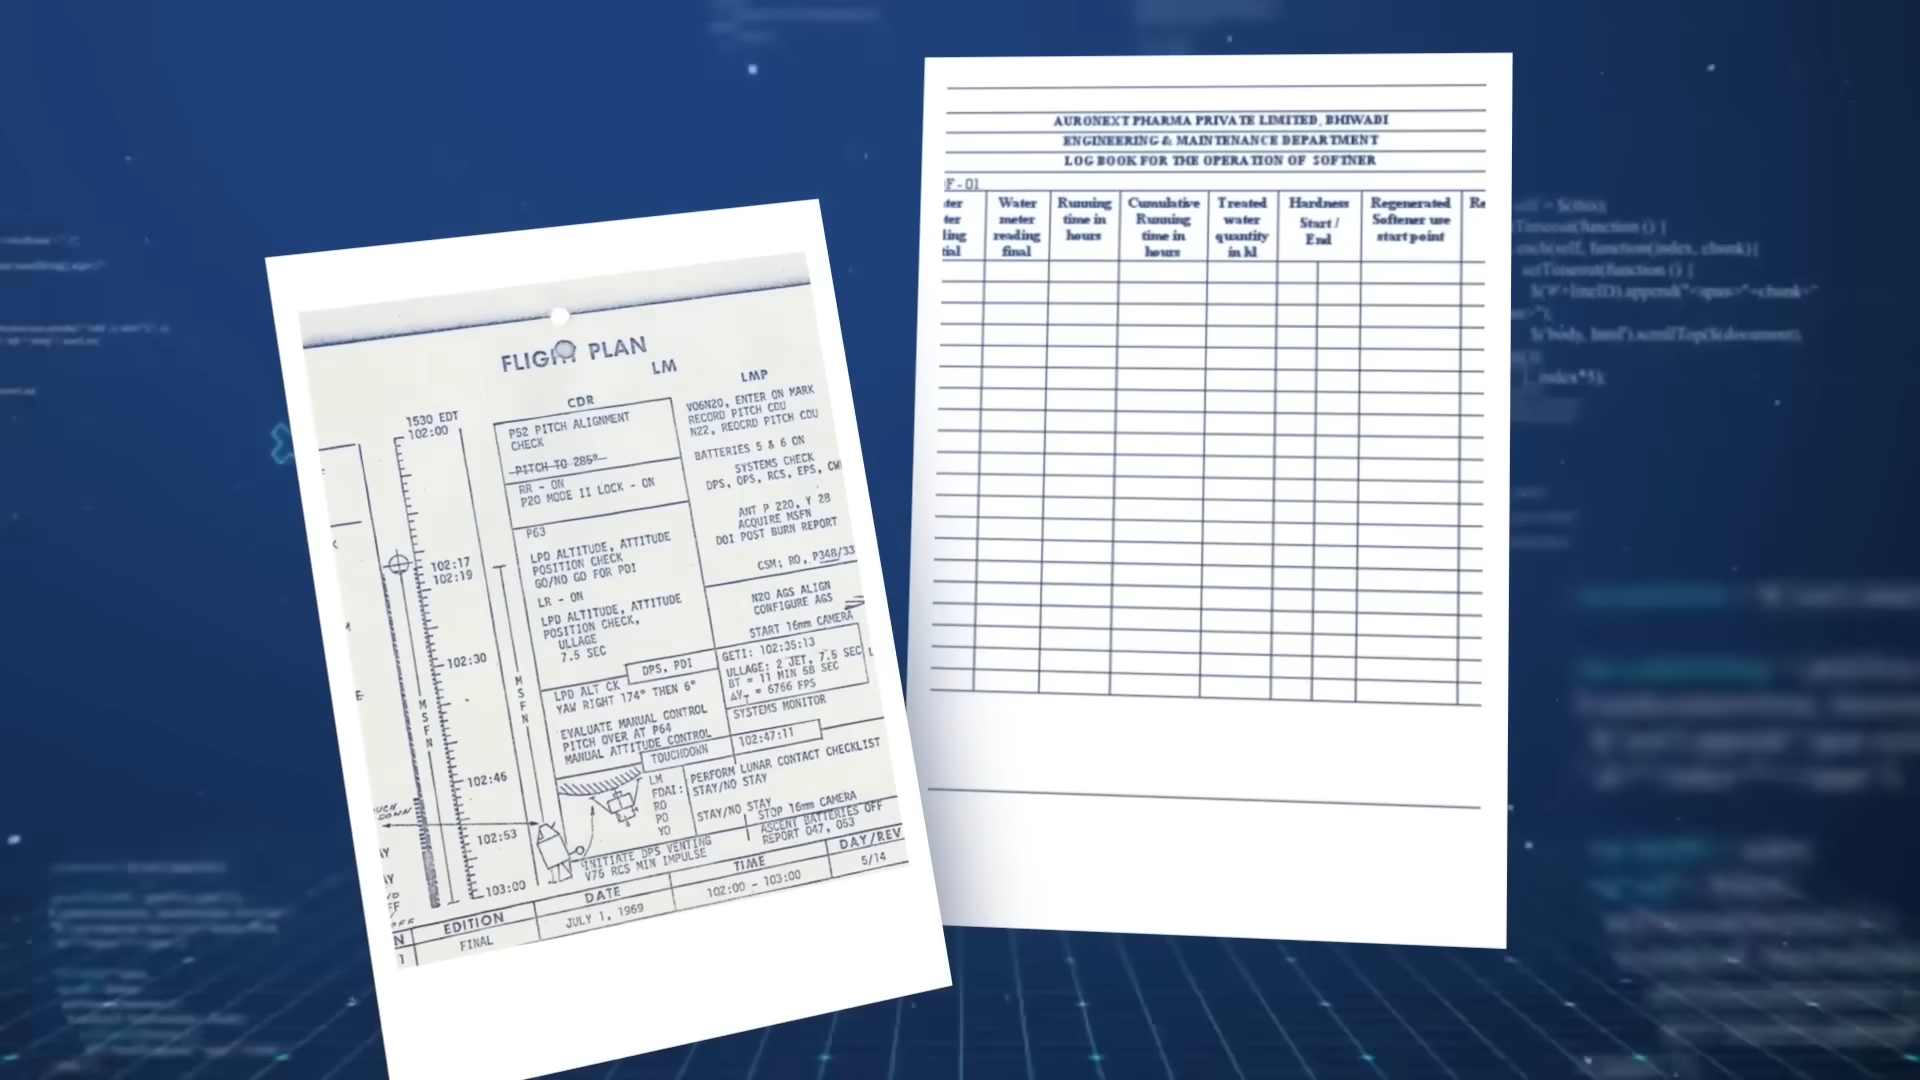 FLIGHT PLAN
LM
CDR
LMP
1530 EDT
102:00
102:17
102:19
102:30
102:46
102:53
103:00
MSFN
MSFN
P52 PITCH ALIGNMENT
CHECK
PITCH TO 285°
RR - ON
P20 MODE II LOCK - ON
P63
LPD ALTITUDE, ATTITUDE
POSITION CHECK
GO/NO GO FOR PDI
LR - ON
LPD ALTITUDE, ATTITUDE
POSITION CHECK,
ULLAGE
7.5 SEC
DPS, PDI
LPD ALT CK
YAW RIGHT 174° THEN 6°
EVALUATE MANUAL CONTROL
PITCH OVER AT P64
MANUAL ATTITUDE CONTROL
TOUCHDOWN
V06N20, ENTER ON MARK
RECORD PITCH CDU
N22, REOCRD PITCH CDU
BATTERIES 5 & 6 ON
SYSTEMS CHECK
DPS, OPS, RCS, EPS, CW
ANT P 220, Y 28
ACQUIRE MSFN
DOI POST BURN REPORT
CSM; RO, P348/33
N20 AGS ALIGN
CONFIGURE AGS
START 16mm CAMERA
GETI: 102:35:13
ULLAGE: 2 JET, 7.5 SEC
BT = 11 MIN 58 SEC
ΔVT = 6766 FPS
SYSTEMS MONITOR
102:47:11
LM
FDAI:
RO
PO
YO
PERFORM LUNAR CONTACT CHECKLIST
STAY/NO STAY
STAY/NO STAY
STOP 16mm CAMERA
ASCENT BATTERIES OFF
REPORT 047, 053
INITIATE DPS VENTING
V76 RCS MIN IMPULSE
EDITION
DATE
TIME
DAY/REV
FINAL
JULY 1, 1969
102:00 - 103:00
5/14
AURONEXT PHARMA PRIVATE LIMITED, BHIWADI
ENGINEERING & MAINTENANCE DEPARTMENT
LOG BOOK FOR THE OPERATION OF SOFTNER
F - 01
Water
meter
reading
final
Running
time in
hours
Cumulative
Running
time in
hours
Treated
water
quantity
in kl
Hardness
Start /
End
Regenerated
Softener use
start point
Re